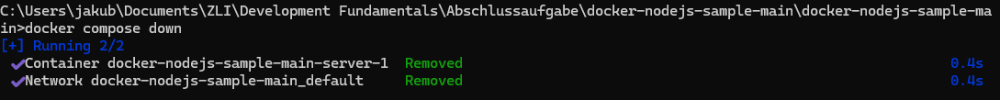 C:\Users\jakub\Documents\ZLI\Development Fundamentals\Abschlussaufgabe\docker-nodejs-sample-main\docker-nodejs-sample-ma
in>docker compose down
[+] Running 2/2
✔Container docker-nodejs-sample-main-server-1 Removed 0.4s
✔Network docker-nodejs-sample-main_default Removed 0.4s